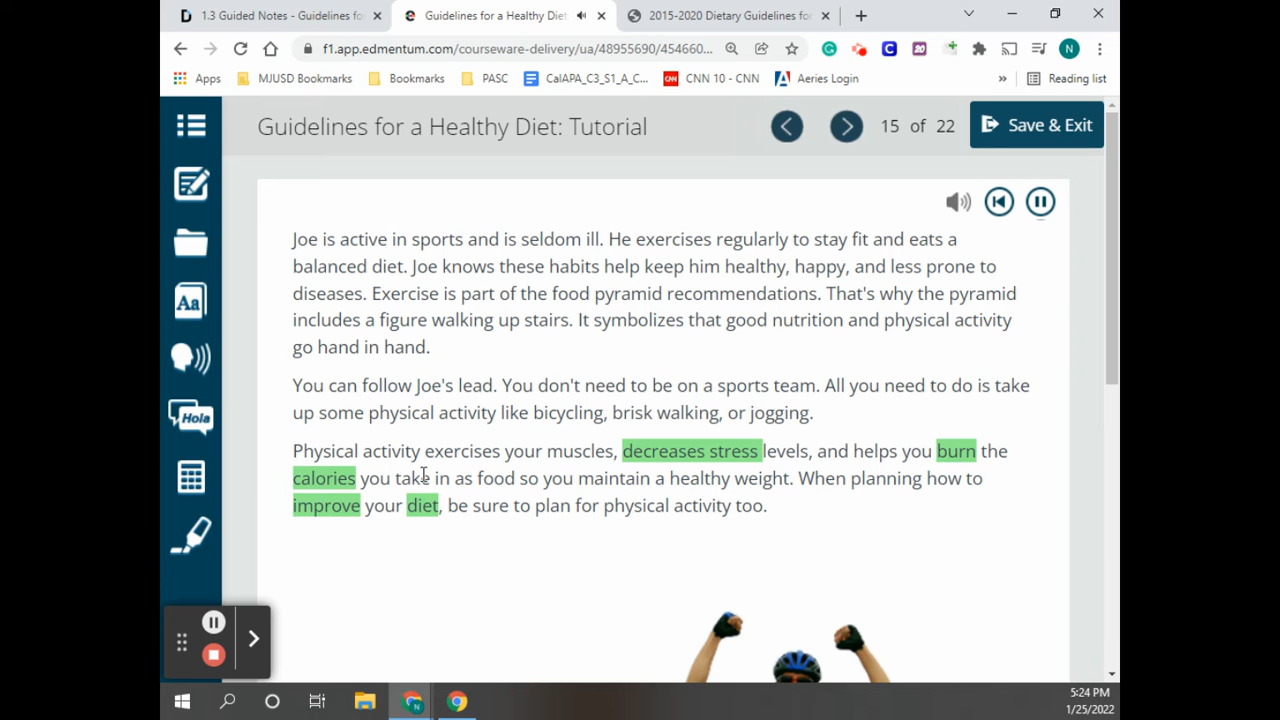 1.3 Guided Notes - Guidelines fo
Guidelines for a Healthy Diet
2015-2020 Dietary Guidelines for
f1.app.edmentum.com/courseware-delivery/ua/48955690/454660...
Apps
MJUSD Bookmarks
Bookmarks
PASC
CalAPA_C3_S1_A_C...
CNN 10 - CNN
Aeries Login
»
Reading list
Guidelines for a Healthy Diet: Tutorial
15 of 22
Save & Exit
Joe is active in sports and is seldom ill. He exercises regularly to stay fit and eats a
balanced diet. Joe knows these habits help keep him healthy, happy, and less prone to
diseases. Exercise is part of the food pyramid recommendations. That's why the pyramid
includes a figure walking up stairs. It symbolizes that good nutrition and physical activity
go hand in hand.
You can follow Joe's lead. You don't need to be on a sports team. All you need to do is take
up some physical activity like bicycling, brisk walking, or jogging.
Physical activity exercises your muscles, decreases stress levels, and helps you burn the
calories you take in as food so you maintain a healthy weight. When planning how to
improve your diet, be sure to plan for physical activity too.
Aa
Hola
5:24 PM
1/25/2022